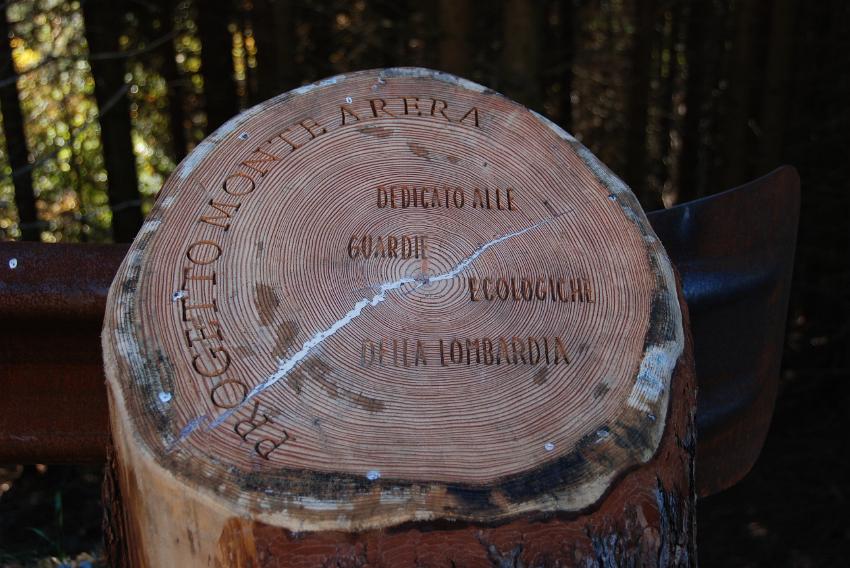 PROGETTO MONTE ARERA
DEDICATO ALLE
GUARDIE
ECOLOGICHE
DELLA LOMBARDIA